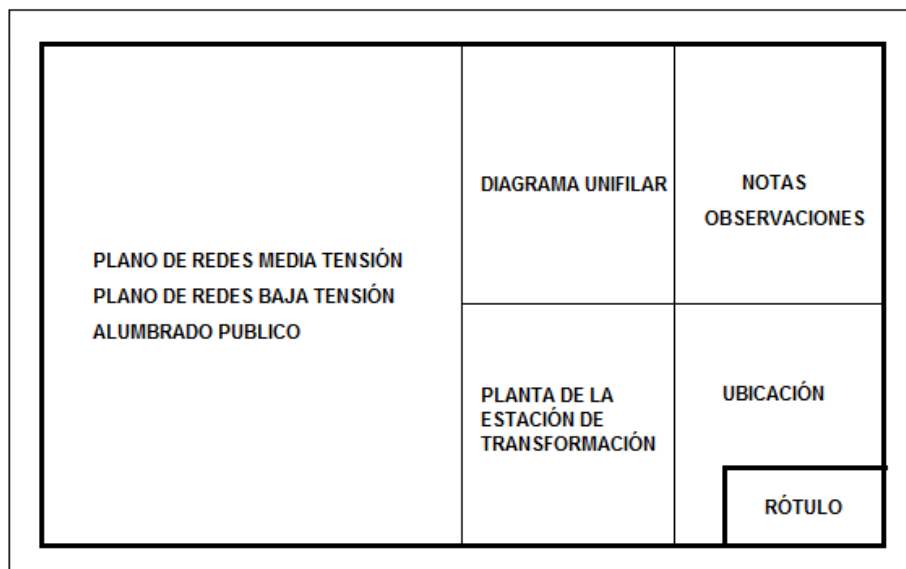 PLANO DE REDES MEDIA TENSIÓN
PLANO DE REDES BAJA TENSIÓN
ALUMBRADO PUBLICO
DIAGRAMA UNIFILAR
NOTAS
OBSERVACIONES
PLANTA DE LA
ESTACIÓN DE
TRANSFORMACIÓN
UBICACIÓN
RÓTULO